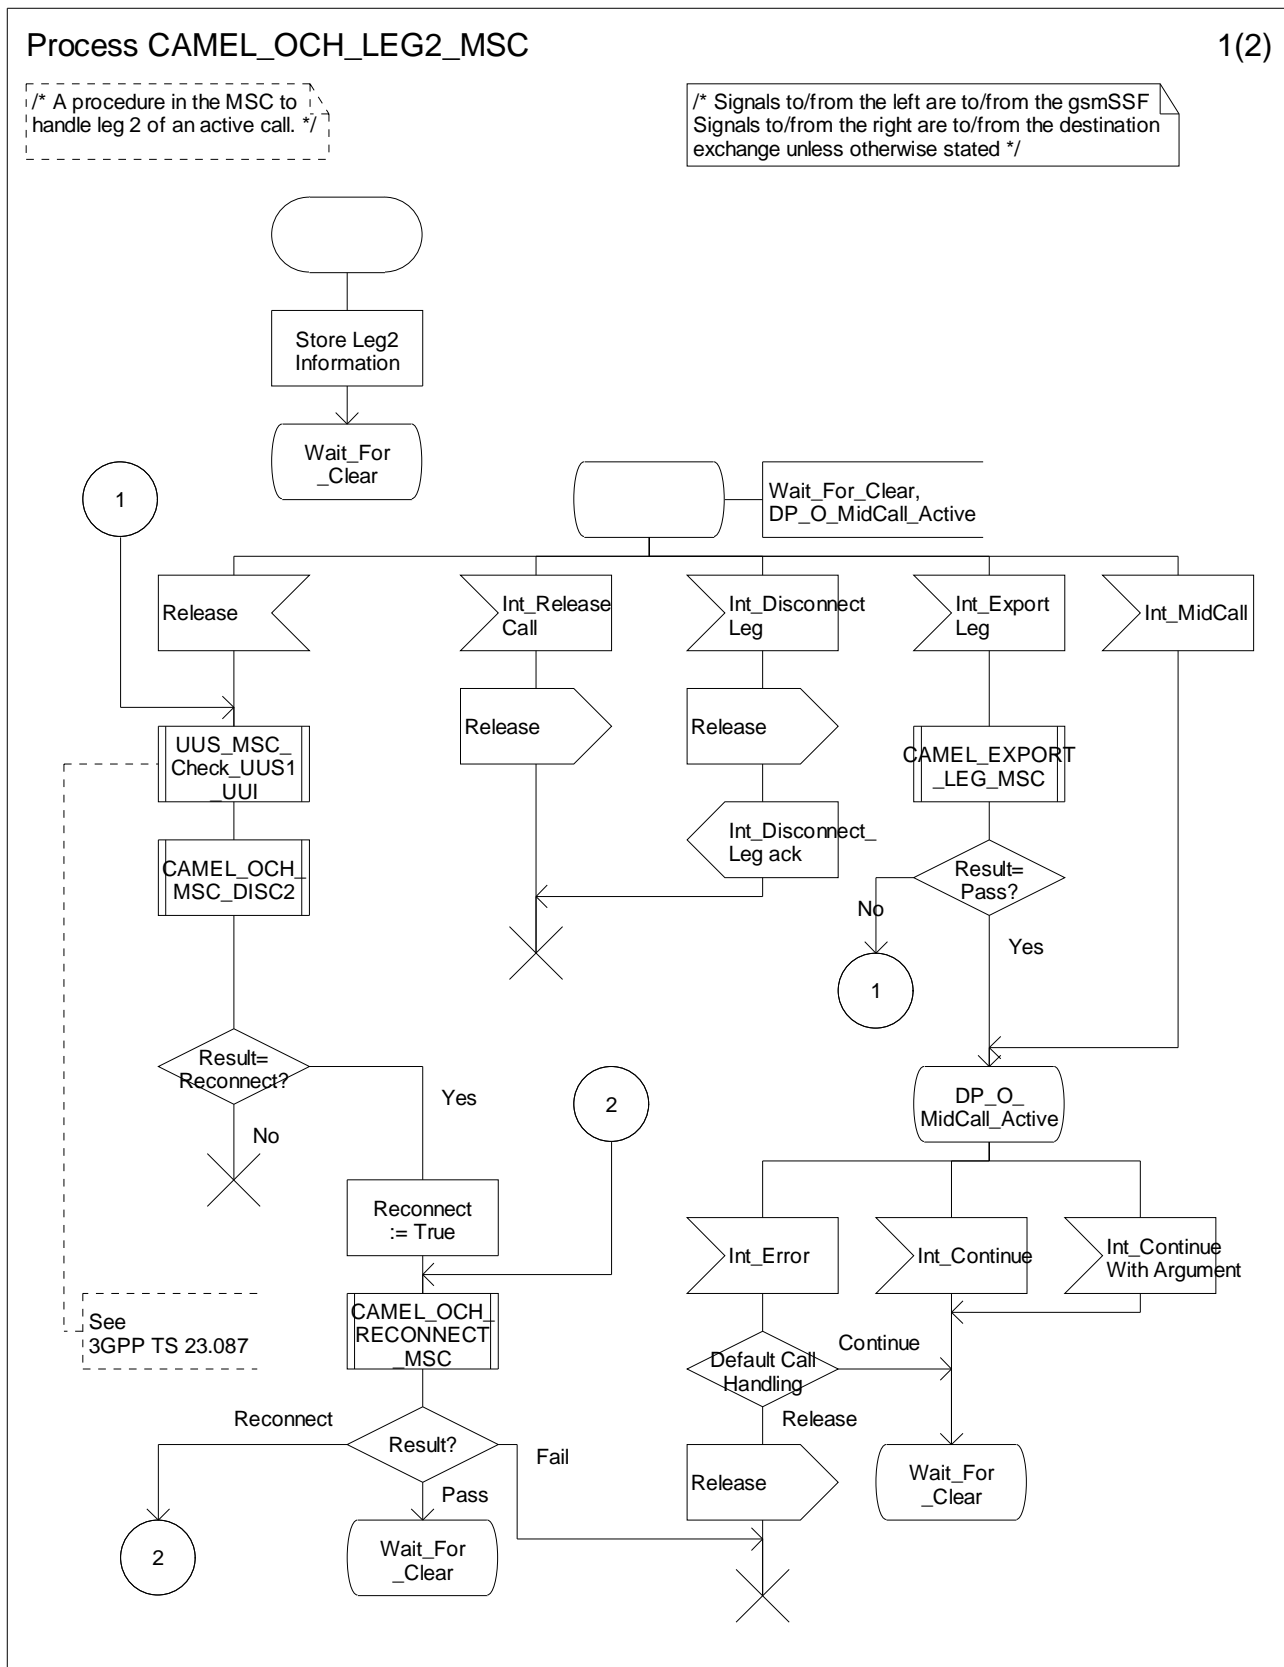 Process CAMEL_OCH_LEG2_MSC
1(2)
/* A procedure in the MSC to
handle leg 2 of an active call. */
/* Signals to/from the left are to/from the gsmSSF
Signals to/from the right are to/from the destination
exchange unless otherwise stated */
Store Leg2
Information
Wait_For
_Clear
1
Wait_For_Clear,
DP_O_MidCall_Active
Release
Int_Release
Call
Int_Disconnect
Leg
Int_Export
Leg
Int_MidCall
Release
Release
UUS_MSC_
Check_UUS1
_UUI
CAMEL_EXPORT
_LEG_MSC
Int_Disconnect_
Leg ack
CAMEL_OCH_
MSC_DISC2
Result=
Pass?
No
Yes
1
Result=
Reconnect?
Yes
No
2
DP_O_
MidCall_Active
Reconnect
:= True
Int_Error
Int_Continue
Int_Continue
With Argument
See
3GPP TS 23.087
CAMEL_OCH_
RECONNECT
_MSC
Default Call
Handling
Continue
Release
Reconnect
Result?
Fail
Pass
Release
Wait_For
_Clear
2
Wait_For
_Clear